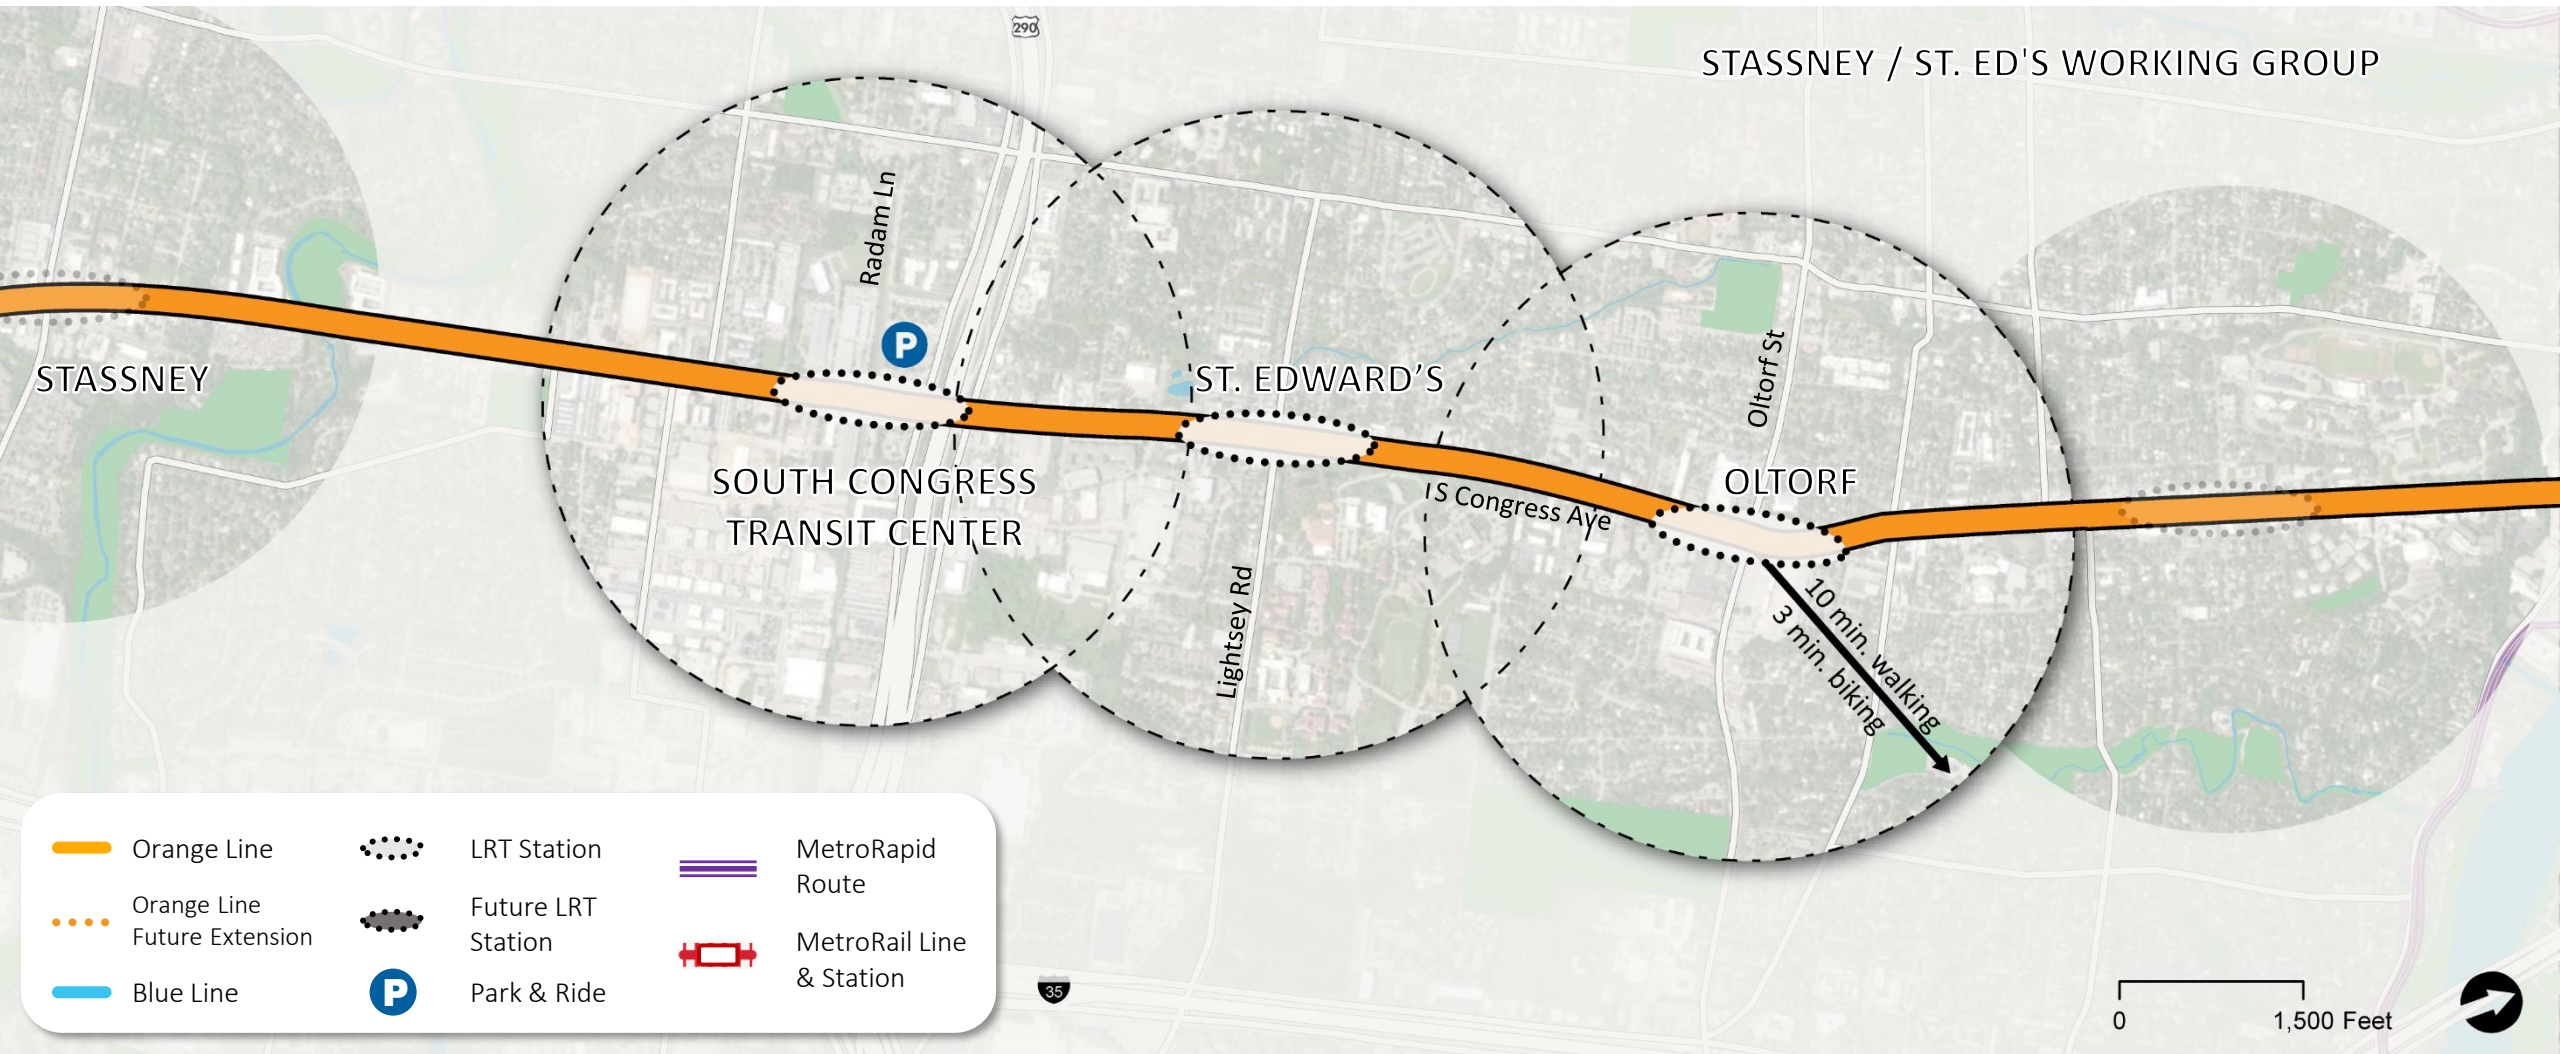 290
STASSNEY / ST. ED'S WORKING GROUP
Radam Ln
P
STASSNEY
ST. EDWARD’S
Oltorf St
SOUTH CONGRESS
TRANSIT CENTER
S Congress Ave
OLTORF
Lightsey Rd
10 min. walking
3 min. biking
Orange Line
Orange Line
Future Extension
Blue Line
LRT Station
Future LRT
Station
P
Park & Ride
MetroRapid
Route
MetroRail Line
& Station
35
0
1,500 Feet